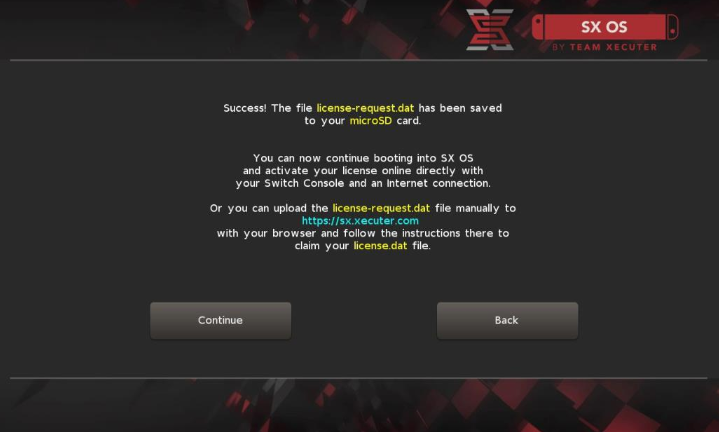 SX OS
BY TEAM XECUTER
Success! The file license-request.dat has been saved
to your microSD card.
You can now continue booting into SX OS
and activate your license online directly with
your Switch Console and an Internet connection.
Or you can upload the license-request.dat file manually to
https://sx.xecuter.com
with your browser and follow the instructions there to
claim your license.dat file.
Continue
Back